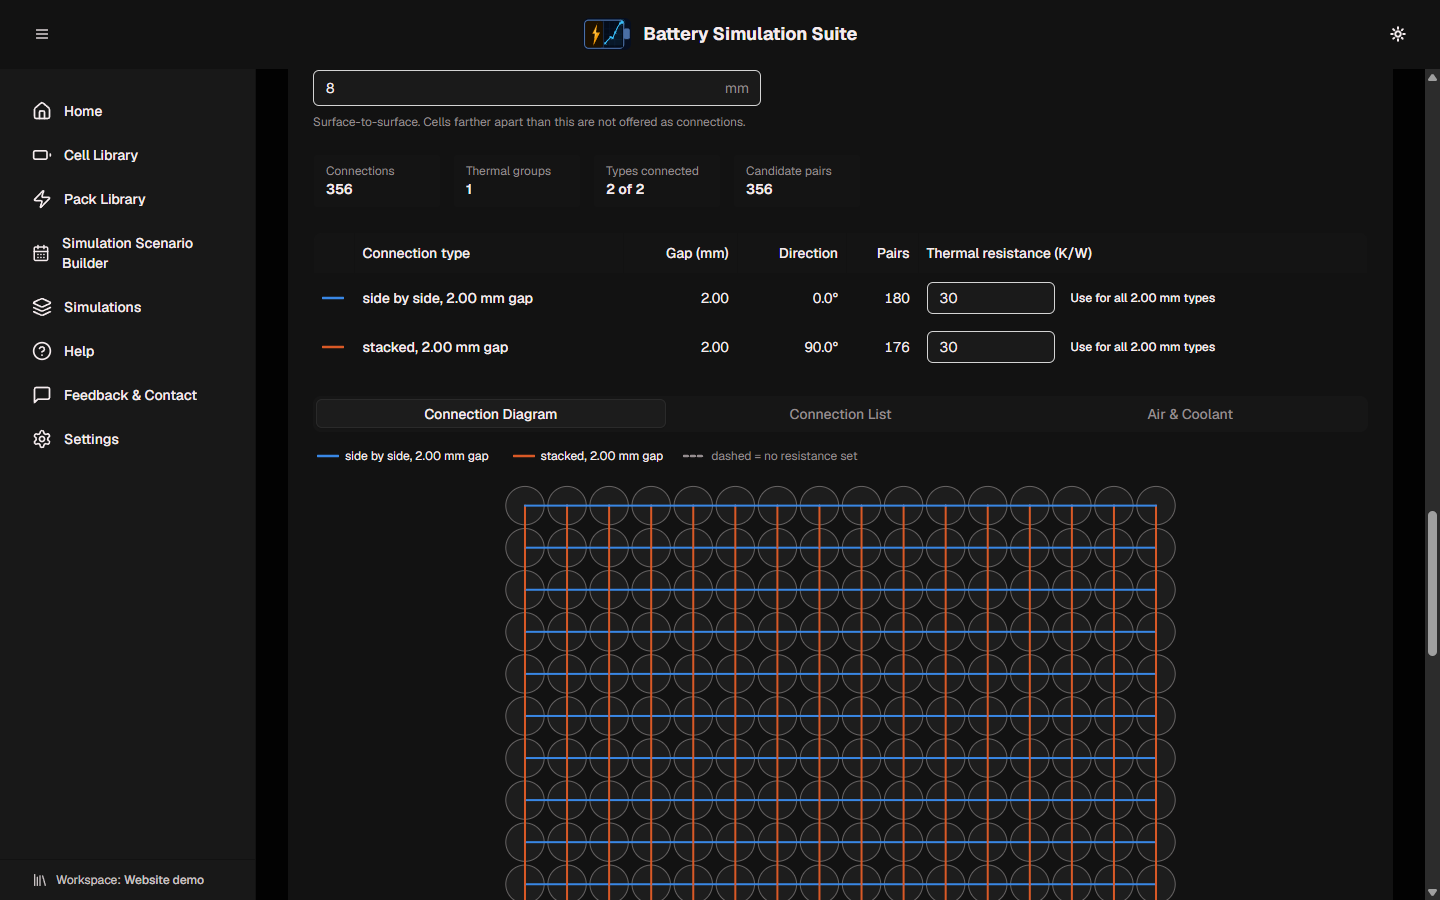 Battery Simulation Suite
Home
Cell Library
Pack Library
Simulation Scenario
Builder
Simulations
Help
Feedback & Contact
Settings
Workspace: Website demo
8 mm
Surface-to-surface. Cells farther apart than this are not offered as connections.
Connections Thermal groups Types connected Candidate pairs
356 1 2 of 2 356
Connection type Gap (mm) Direction Pairs Thermal resistance (K/W)
side by side, 2.00 mm gap 2.00 0.0° 180 30 Use for all 2.00 mm types
stacked, 2.00 mm gap 2.00 90.0° 176 30 Use for all 2.00 mm types
Connection Diagram Connection List Air & Coolant
side by side, 2.00 mm gap stacked, 2.00 mm gap dashed = no resistance set